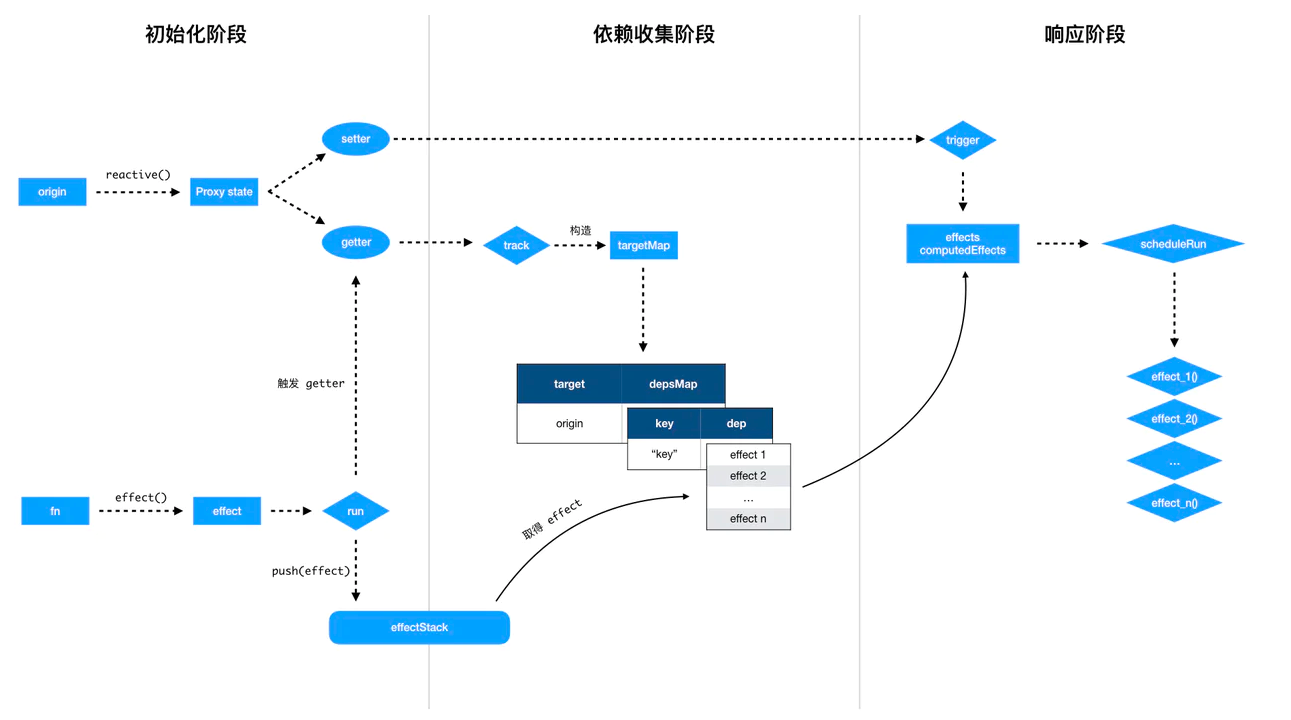 初始化阶段
依赖收集阶段
响应阶段
setter
trigger
reactive()
origin
Proxy state
getter
track
构造
targetMap
effects
computedEffects
scheduleRun
触发 getter
target
depsMap
origin
key
dep
“key”
effect 1
effect 2
...
effect n
effect_1()
effect_2()
...
effect_n()
effect()
fn
effect
run
取得 effect
push(effect)
effectStack